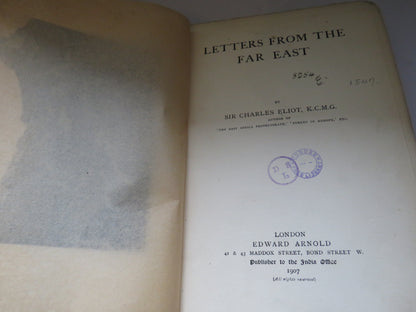 LETTERS FROM THE
FAR EAST
BY
SIR CHARLES ELIOT, K.C.M.G.
AUTHOR OF
'THE EAST AFRICA PROTECTORATE,' 'TURKEY IN EUROPE,' ETC.
LONDON
EDWARD ARNOLD
41 & 43 MADDOX STREET, BOND STREET W.
Publisher to the India Office
1907
(All rights reserved)